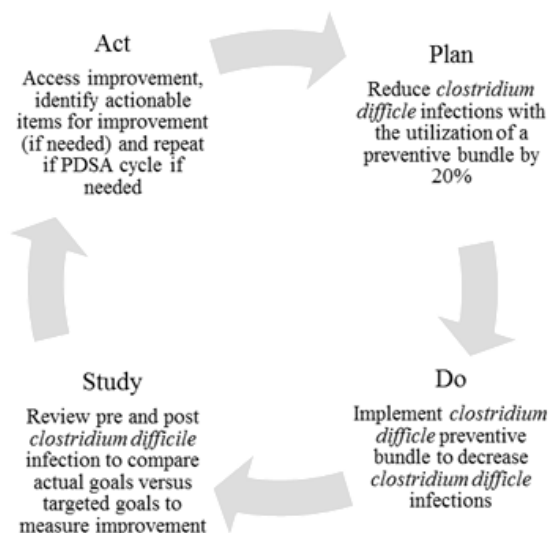 Act
Access improvement,
identify actionable
items for improvement
(if needed) and repeat
if PDSA cycle if
needed
Plan
Reduce clostridium
difficle infections with
the utilization of a
preventive bundle by
20%
Do
Implement clostridium
difficle preventive
bundle to decrease
clostridium difficle
infections
Study
Review pre and post
clostridium difficile
infection to compare
actual goals versus
targeted goals to
measure improvement